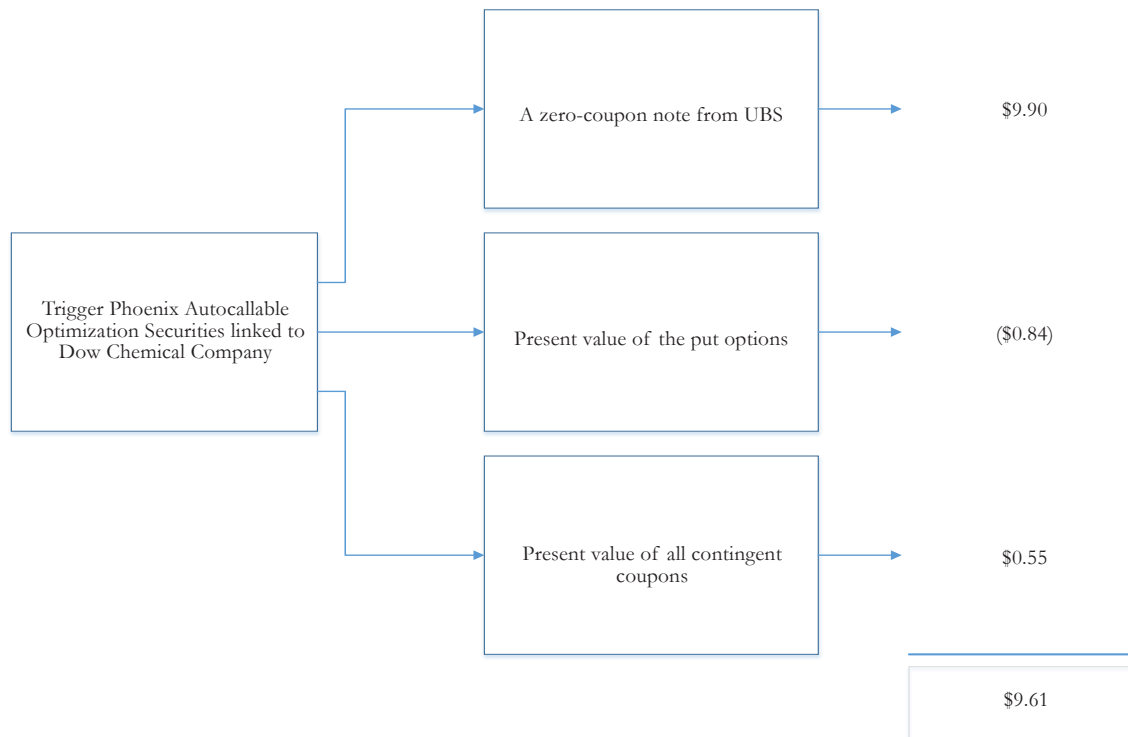 A zero-coupon note from UBS
$9.90
Trigger Phoenix Autocallable
Optimization Securities linked to
Dow Chemical Company
Present value of the put options
($0.84)
Present value of all contingent
coupons
$0.55
$9.61